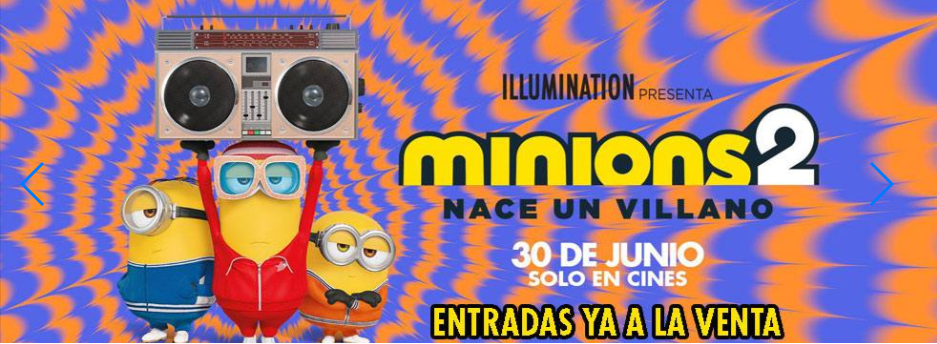 ILLUMINATION PRESENTA
minions2
NACE UN VILLANO
30 DE JUNIO
SOLO EN CINES
ENTRADAS YA A LA VENTA